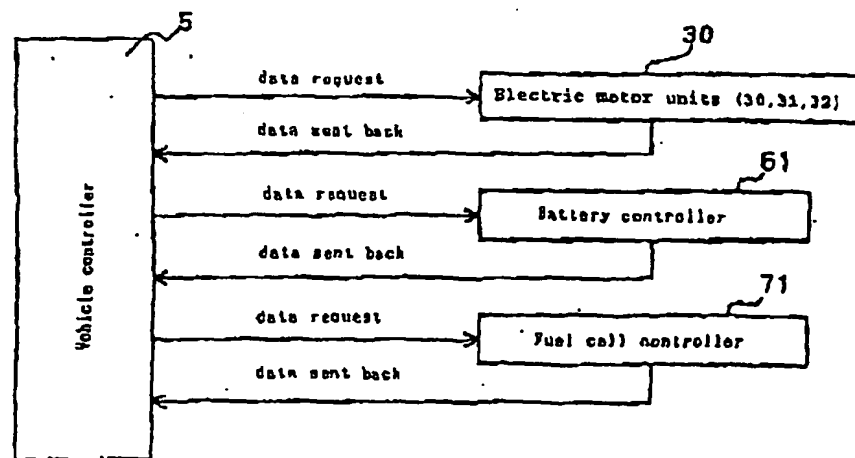 5
30
data request
Electric motor units (30,31,32)
data sent back
61
data request
Battery controller
data sent back
Vehicle controller
71
data request
Fuel call controller
data sent back